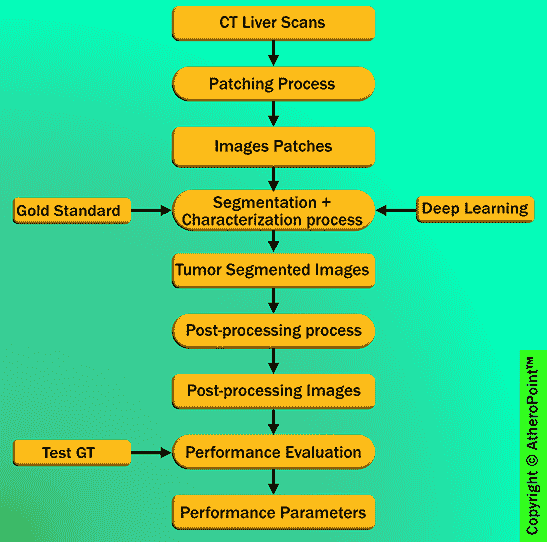 CT Liver Scans
Patching Process
Images Patches
Gold Standard
Segmentation +
Characterization process
Deep Learning
Tumor Segmented Images
Post-processing process
Post-processing Images
Test GT
Performance Evaluation
Performance Parameters
Copyright © AtheroPoint™